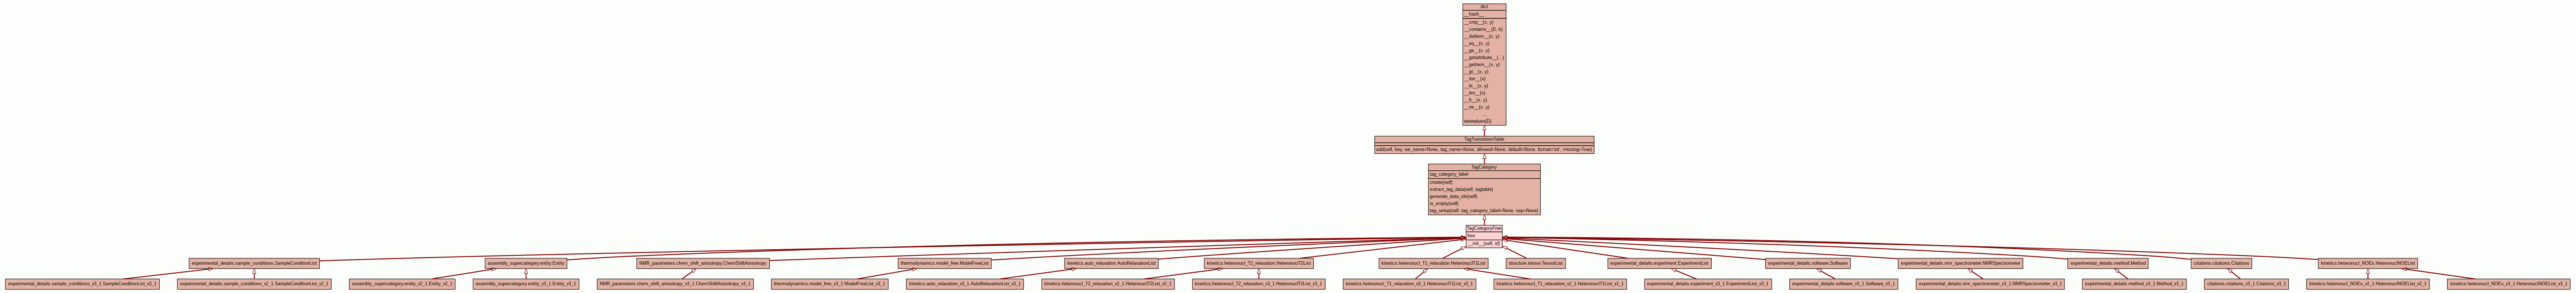 dict
__hash__
__cmp__(x, y)
__contains__(D, k)
__delitem__(x, y)
__eq__(x, y)
__ge__(x, y)
__getattribute__(...)
__getitem__(x, y)
__gt__(x, y)
__iter__(x)
__le__(x, y)
__len__(x)
__lt__(x, y)
__ne__(x, y)
viewvalues(D)
TagTranslationTable
add(self, key, var_name=None, tag_name=None, allowed=None, default=None, format='str', missing=True)
TagCategory
tag_category_label
create(self)
extract_tag_data(self, tagtable)
generate_data_ids(self)
is_empty(self)
tag_setup(self, tag_category_label=None, sep=None)
TagCategoryFree
free
__init__(self, sf)
experimental_details.sample_conditions.SampleConditionList
assembly_supercategory.entity.Entity
NMR_parameters.chem_shift_anisotropy.ChemShiftAnisotropy
thermodynamics.model_free.ModelFreeList
kinetics.auto_relaxation.AutoRelaxationList
kinetics.heteronucl_T2_relaxation.HeteronuclT2List
kinetics.heteronucl_T1_relaxation.HeteronuclT1List
structure.tensor.TensorList
experimental_details.experiment.ExperimentList
experimental_details.software.Software
experimental_details.nmr_spectrometer.NMRSpectrometer
experimental_details.method.Method
citations.citations.Citations
kinetics.heteronucl_NOEs.HeteronuclNOEList
experimental_details.sample_conditions_v3_1.SampleConditionList_v3_1
experimental_details.sample_conditions_v2_1.SampleConditionList_v2_1
assembly_supercategory.entity_v2_1.Entity_v2_1
assembly_supercategory.entity_v3_1.Entity_v3_1
NMR_parameters.chem_shift_anisotropy_v3_1.ChemShiftAnisotropy_v3_1
thermodynamics.model_free_v3_1.ModelFreeList_v3_1
kinetics.auto_relaxation_v3_1.AutoRelaxationList_v3_1
kinetics.heteronucl_T2_relaxation_v2_1.HeteronuclT2List_v2_1
kinetics.heteronucl_T2_relaxation_v3_1.HeteronuclT2List_v3_1
kinetics.heteronucl_T1_relaxation_v3_1.HeteronuclT1List_v3_1
kinetics.heteronucl_T1_relaxation_v2_1.HeteronuclT1List_v2_1
experimental_details.experiment_v3_1.ExperimentList_v3_1
experimental_details.software_v3_1.Software_v3_1
experimental_details.nmr_spectrometer_v3_1.NMRSpectrometer_v3_1
experimental_details.method_v3_1.Method_v3_1
citations.citations_v3_1.Citations_v3_1
kinetics.heteronucl_NOEs_v2_1.HeteronuclNOEList_v2_1
kinetics.heteronucl_NOEs_v3_1.HeteronuclNOEList_v3_1